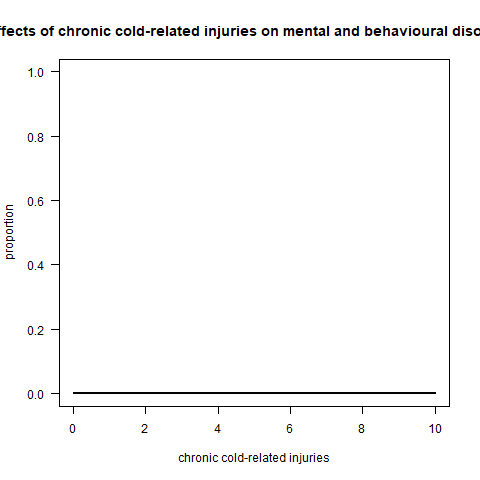 ffects of chronic cold-related injuries on mental and behavioural diso
1.0
0.8
0.6
0.4
0.2
0.0
proportion
0 2 4 6 8 10
chronic cold-related injuries